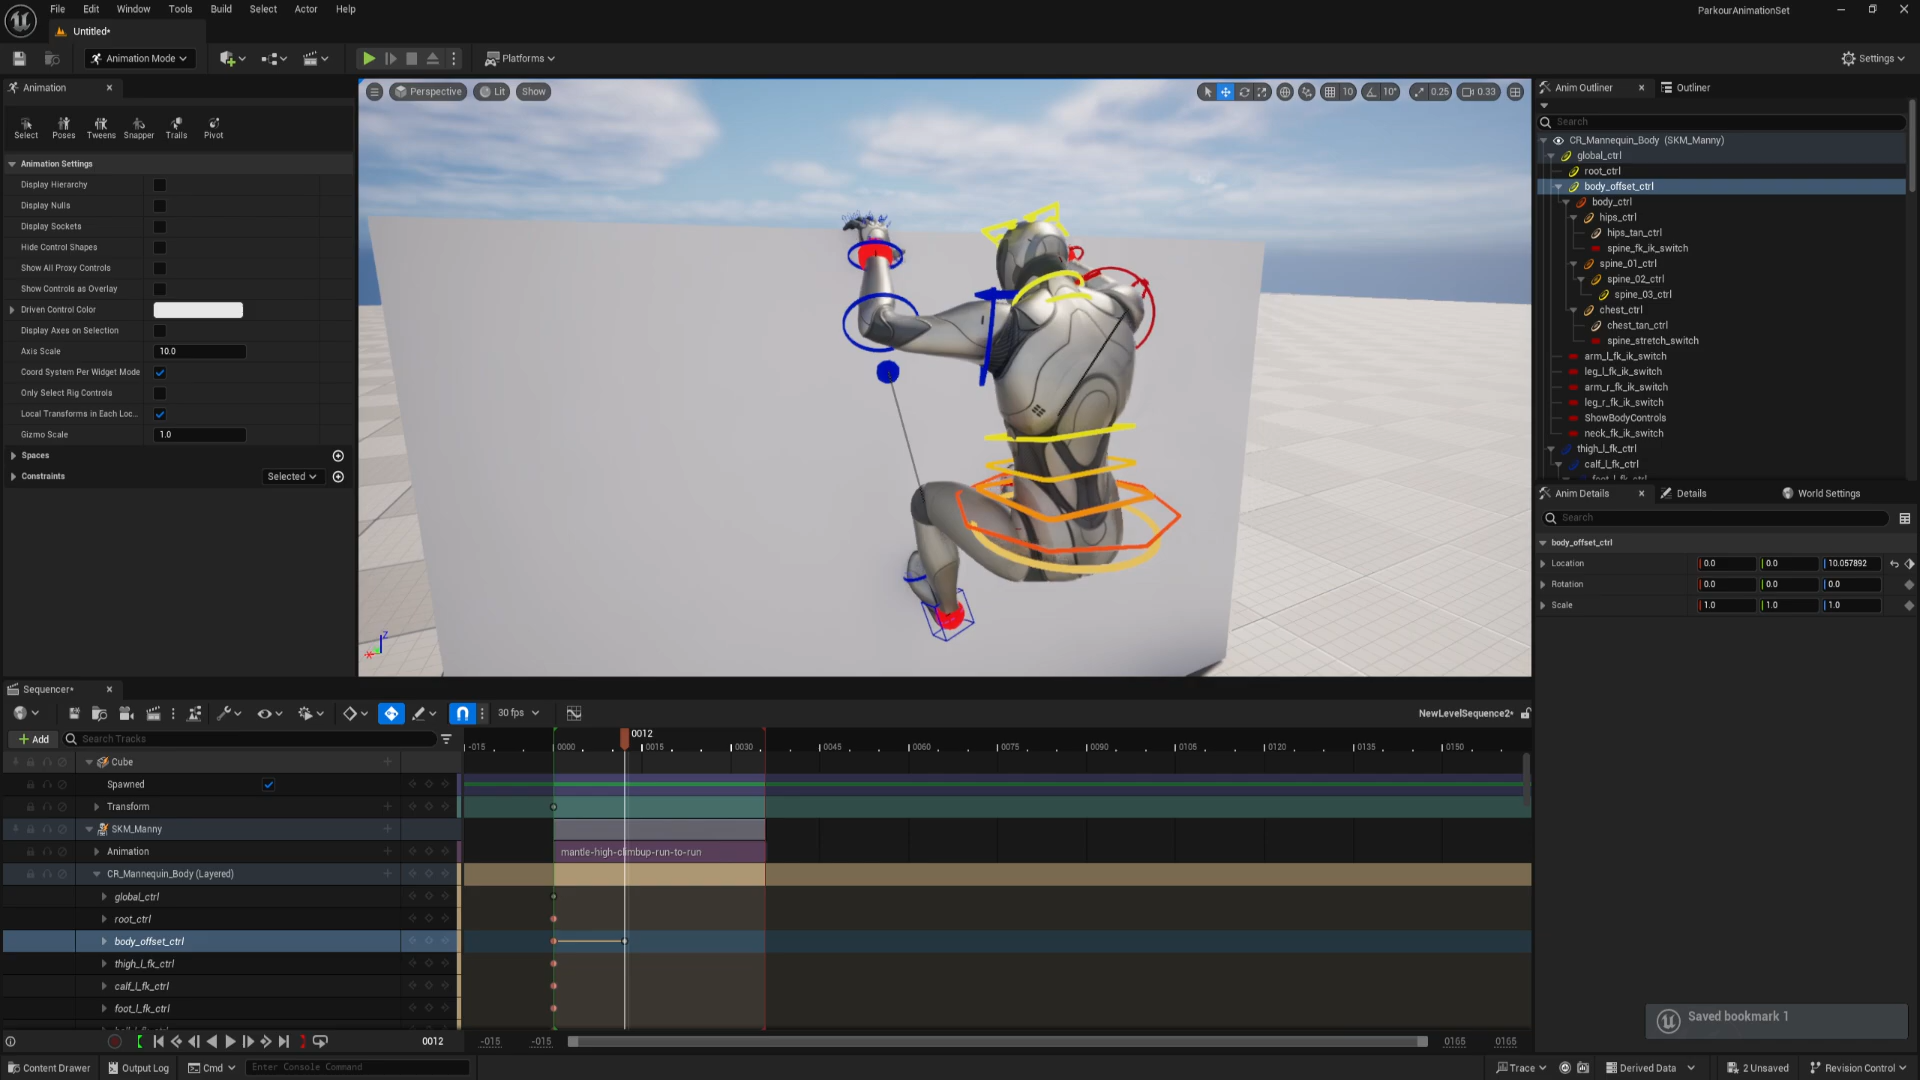 File Edit Window Tools Build Select Actor Help
ParkourAnimationSet
Untitled*
Animation Mode
Platforms
Settings
Animation
Select Poses Tweens Snapper Trails Pivot
Animation Settings
Display Hierarchy
Display Nulls
Display Sockets
Hide Control Shapes
Show All Proxy Controls
Show Controls as Overlay
Driven Control Color
Display Axes on Selection
Axis Scale 10.0
Coord System Per Widget Mode
Only Select Rig Controls
Local Transforms in Each Loc...
Gizmo Scale 1.0
Spaces
Constraints Selected
Perspective Lit Show
10 10° 0.25 0.33
Z
Anim Outliner Outliner
Search
CR_Mannequin_Body (SKM_Manny)
global_ctrl
root_ctrl
body_offset_ctrl
body_ctrl
hips_ctrl
hips_tan_ctrl
spine_fk_ik_switch
spine_01_ctrl
spine_02_ctrl
spine_03_ctrl
chest_ctrl
chest_tan_ctrl
spine_stretch_switch
arm_l_fk_ik_switch
leg_l_fk_ik_switch
arm_r_fk_ik_switch
leg_r_fk_ik_switch
ShowBodyControls
neck_fk_ik_switch
thigh_l_fk_ctrl
calf_l_fk_ctrl
Anim Details Details World Settings
Search
body_offset_ctrl
Location 0.0 0.0 10.057892
Rotation 0.0 0.0 0.0
Scale 1.0 1.0 1.0
Sequencer*
30 fps
NewLevelSequence2*
Add Search Tracks
0012
-015 0000 0015 0030 0045 0060 0075 0090 0105 0120 0135 0150
Cube
Spawned
Transform
SKM_Manny
Animation
mantle-high-climbup-run-to-run
CR_Mannequin_Body (Layered)
global_ctrl
root_ctrl
body_offset_ctrl
thigh_l_fk_ctrl
calf_l_fk_ctrl
foot_l_fk_ctrl
0012 -015 -015 0165 0165
Saved bookmark 1
Content Drawer Output Log Cmd Enter Console Command
Trace Derived Data 2 Unsaved Revision Control